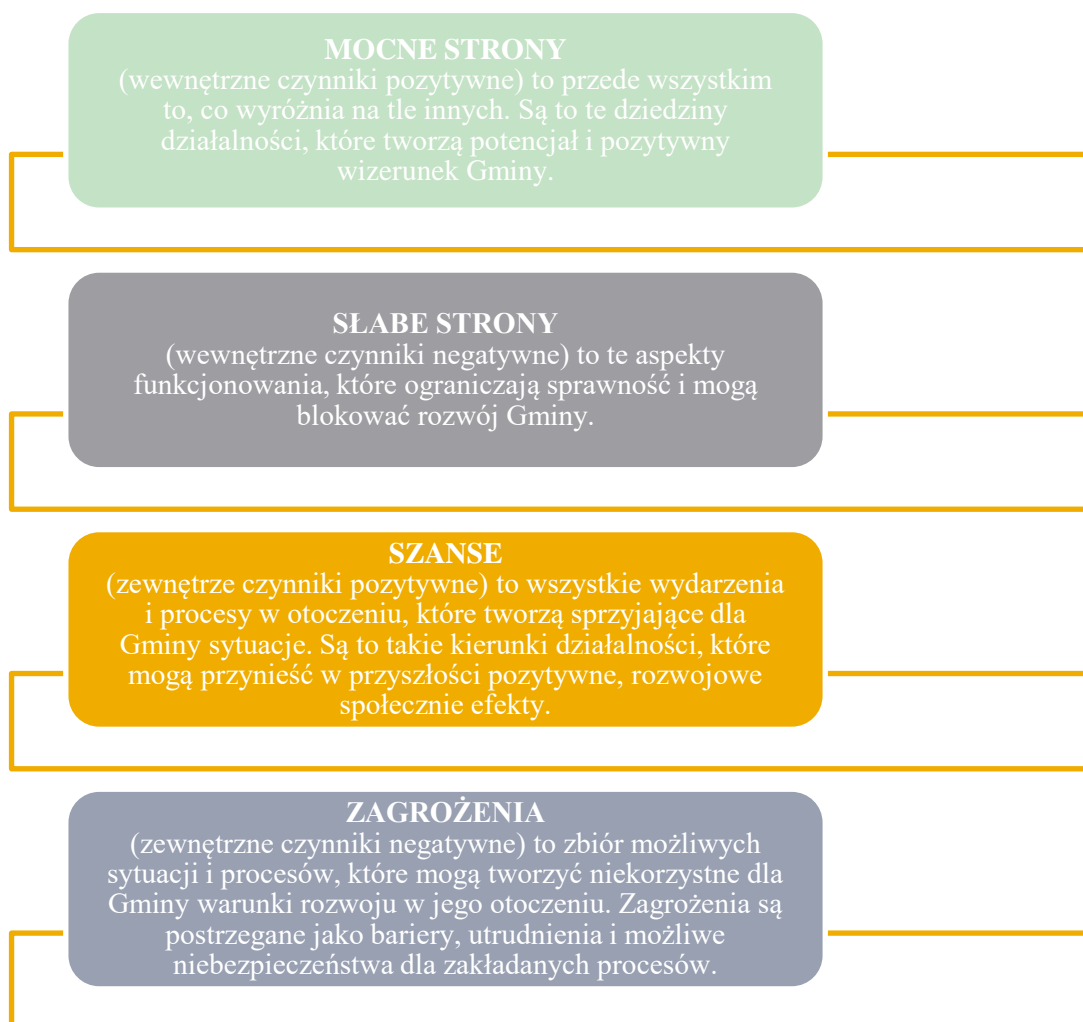 MOCNE STRONY
(wewnętrzne czynniki pozytywne) to przede wszystkim
to, co wyróżnia na tle innych. Są to te dziedziny
działalności, które tworzą potencjał i pozytywny
wizerunek Gminy.
SŁABE STRONY
(wewnętrzne czynniki negatywne) to te aspekty
funkcjonowania, które ograniczają sprawność i mogą
blokować rozwój Gminy.
SZANSE
(zewnętrze czynniki pozytywne) to wszystkie wydarzenia
i procesy w otoczeniu, które tworzą sprzyjające dla
Gminy sytuacje. Są to takie kierunki działalności, które
mogą przynieść w przyszłości pozytywne, rozwojowe
społecznie efekty.
ZAGROŻENIA
(zewnętrzne czynniki negatywne) to zbiór możliwych
sytuacji i procesów, które mogą tworzyć niekorzystne dla
Gminy warunki rozwoju w jego otoczeniu. Zagrożenia są
postrzegane jako bariery, utrudnienia i możliwe
niebezpieczeństwa dla zakładanych procesów.